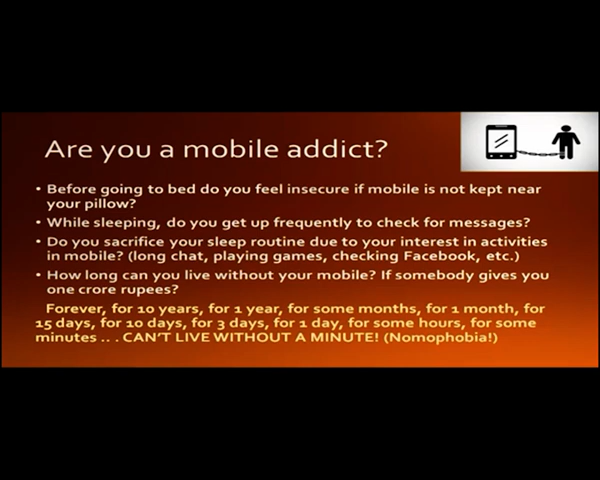 Are you a mobile addict?
• Before going to bed do you feel insecure if mobile is not kept near
your pillow?
• While sleeping, do you get up frequently to check for messages?
• Do you sacrifice your sleep routine due to your interest in activities
in mobile? (long chat, playing games, checking Facebook, etc.)
• How long can you live without your mobile? If somebody gives you
one crore rupees?
Forever, for 10 years, for 1 year, for some months, for 1 month, for
15 days, for 10 days, for 3 days, for 1 day, for some hours, for some
minutes .. . CAN'T LIVE WITHOUT A MINUTE! (Nomophobia!)